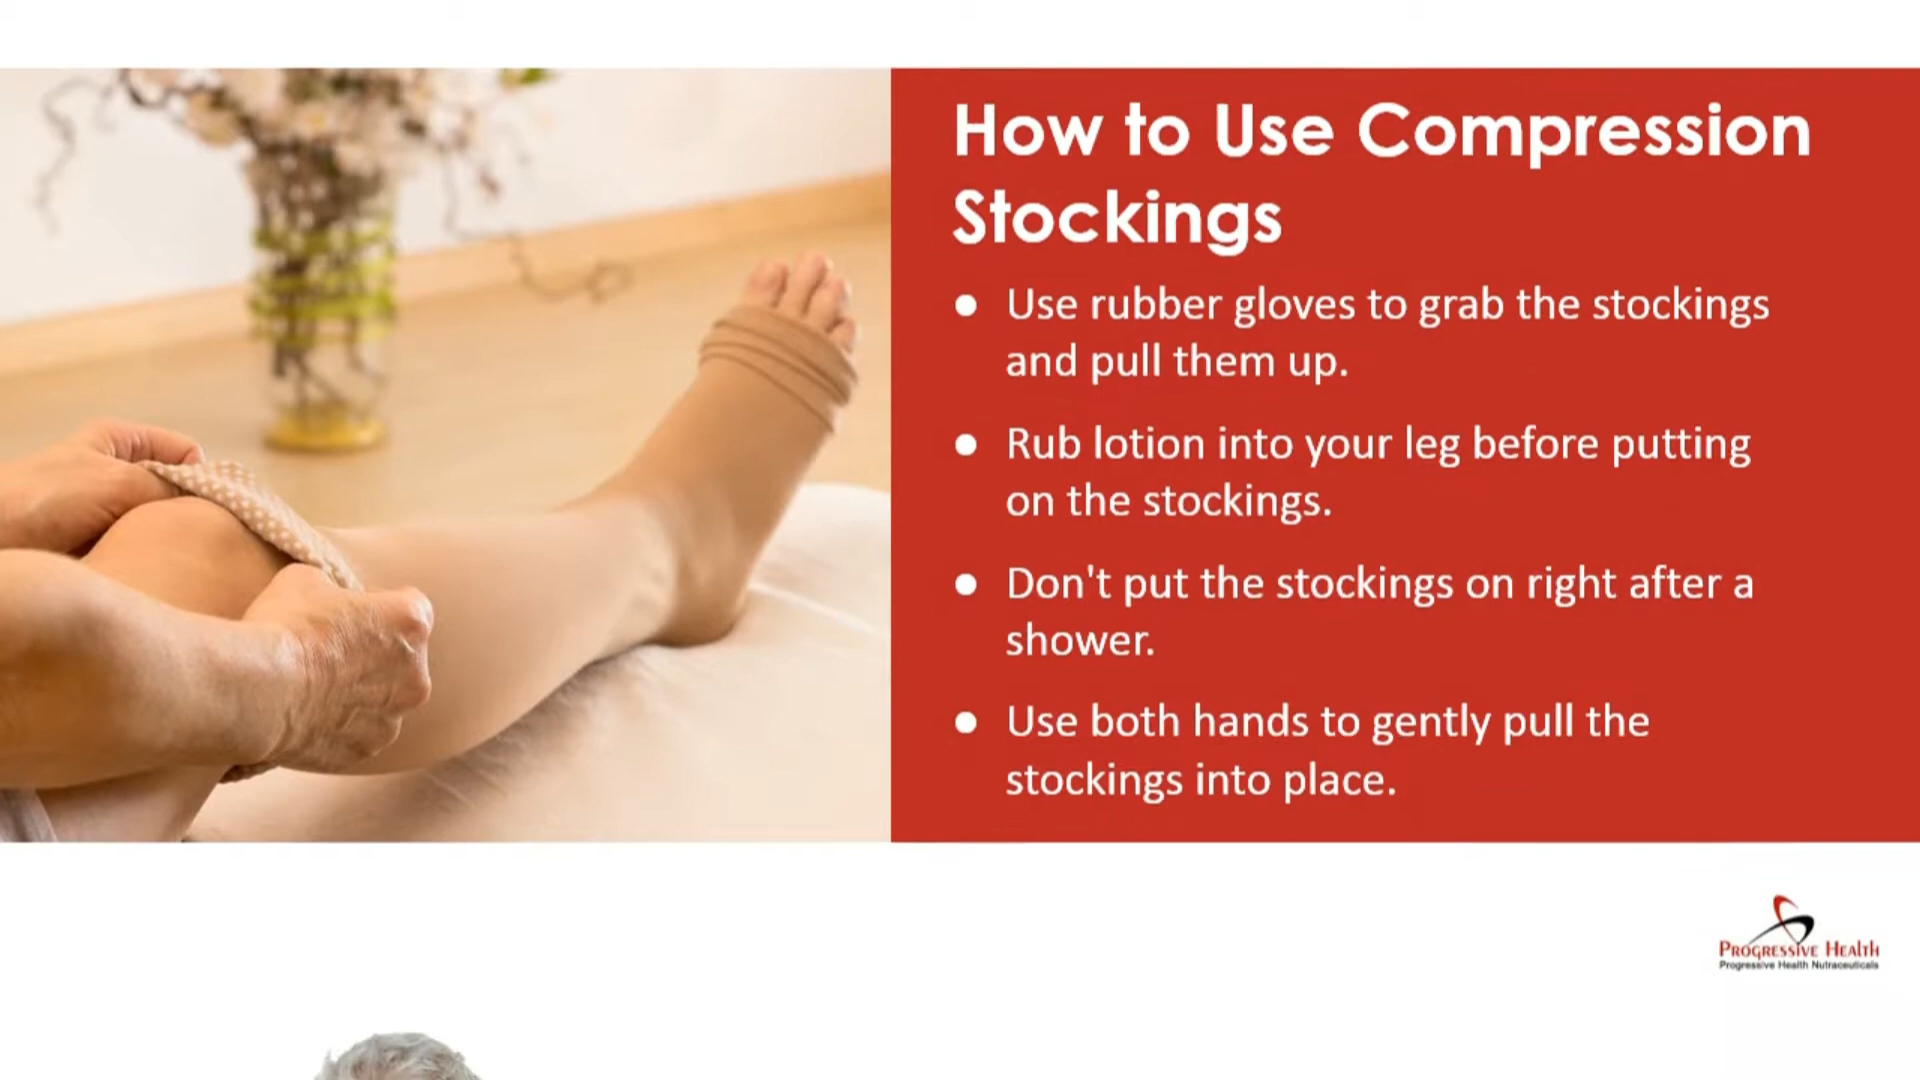 How to Use Compression
Stockings
● Use rubber gloves to grab the stockings
and pull them up.
● Rub lotion into your leg before putting
on the stockings.
● Don't put the stockings on right after a
shower.
● Use both hands to gently pull the
stockings into place.
PROGRESSIVE HEALTH
Progressive Health Nutraceuticals